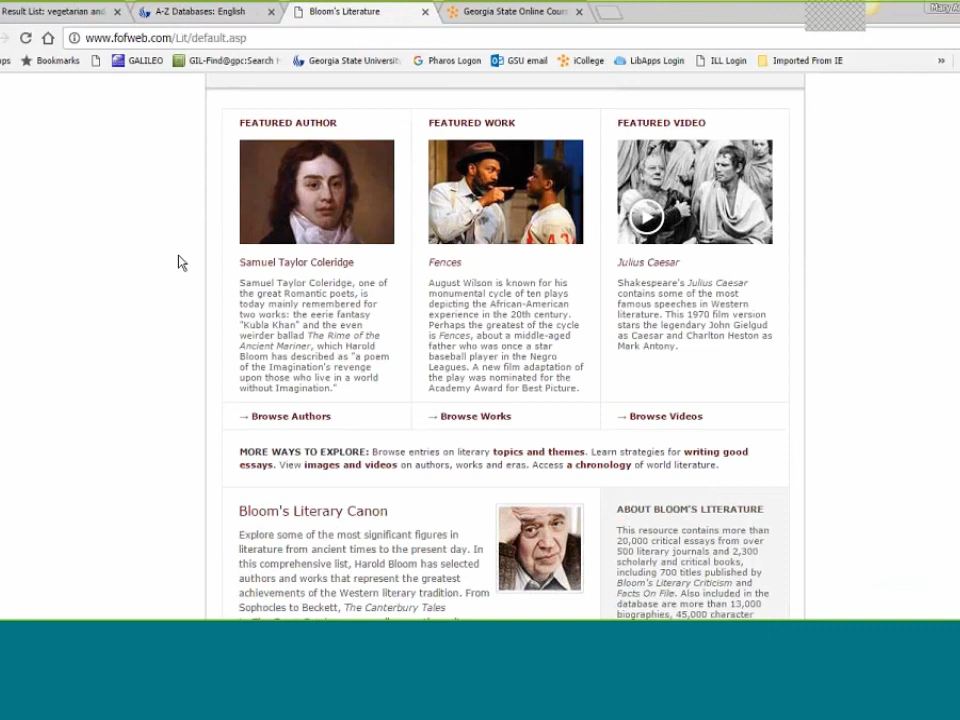 Result List: vegetarian and
A-Z Databases: English
Bloom's Literature
Georgia State Online Cours
Mary A
www.fofweb.com/Lit/default.asp
ps Bookmarks GALILEO GIL-Find@gpc:Search Georgia State Universit Pharos Logon GSU email iCollege LibApps Login ILL Login Imported From IE »
FEATURED AUTHOR
Samuel Taylor Coleridge
Samuel Taylor Coleridge, one of
the great Romantic poets, is
today mainly remembered for
two works: the eerie fantasy
"Kubla Khan" and the even
weirder ballad The Rime of the
Ancient Mariner, which Harold
Bloom has described as "a poem
of the Imagination's revenge
upon those who live in a world
without Imagination."
→ Browse Authors
FEATURED WORK
43
Fences
August Wilson is known for his
monumental cycle of ten plays
depicting the African-American
experience in the 20th century.
Perhaps the greatest of the cycle
is Fences, about a middle-aged
father who was once a star
baseball player in the Negro
Leagues. A new film adaptation of
the play was nominated for the
Academy Award for Best Picture.
→ Browse Works
FEATURED VIDEO
Julius Caesar
Shakespeare's Julius Caesar
contains some of the most
famous speeches in Western
literature. This 1970 film version
stars the legendary John Gielgud
as Caesar and Charlton Heston as
Mark Antony.
→ Browse Videos
MORE WAYS TO EXPLORE: Browse entries on literary topics and themes. Learn strategies for writing good
essays. View images and videos on authors, works and eras. Access a chronology of world literature.
Bloom's Literary Canon
Explore some of the most significant figures in
literature from ancient times to the present day. In
this comprehensive list, Harold Bloom has selected
authors and works that represent the greatest
achievements of the Western literary tradition. From
Sophocles to Beckett, The Canterbury Tales
ABOUT BLOOM'S LITERATURE
This resource contains more than
20,000 critical essays from over
500 literary journals and 2,300
scholarly and critical books,
including 700 titles published by
Bloom's Literary Criticism and
Facts On File. Also included in the
database are more than 13,000
biographies, 45,000 character